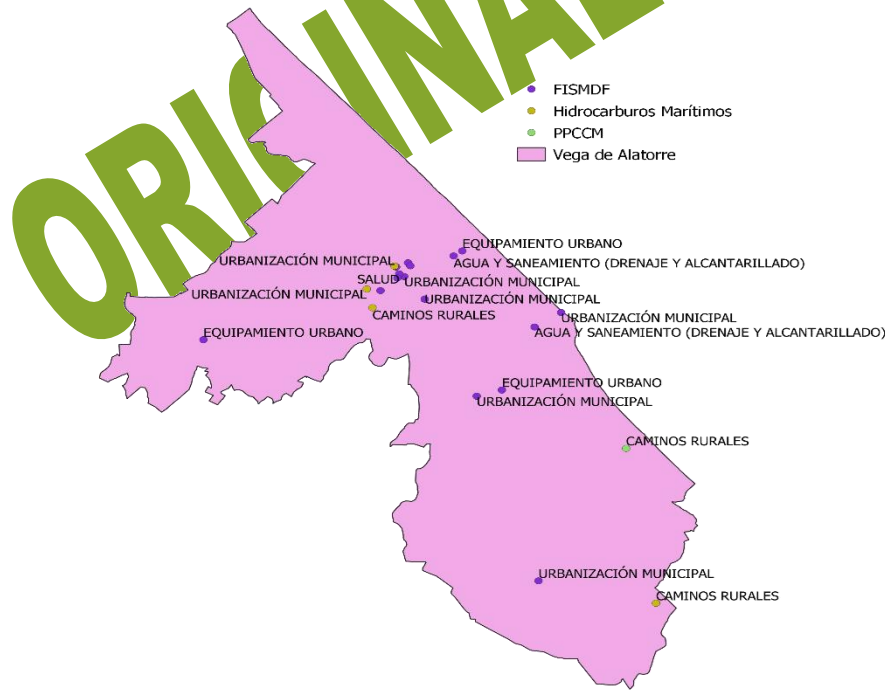 ORIGINAL
FISMDF
Hidrocarburos Marítimos
PPCCM
Vega de Alatorre
EQUIPAMIENTO URBANO
URBANIZACIÓN MUNICIPAL
AGUA Y SANEAMIENTO (DRENAJE Y ALCANTARILLADO)
SALUD
URBANIZACIÓN MUNICIPAL
URBANIZACIÓN MUNICIPAL
URBANIZACIÓN MUNICIPAL
CAMINOS RURALES
URBANIZACIÓN MUNICIPAL
EQUIPAMIENTO URBANO
AGUA Y SANEAMIENTO (DRENAJE Y ALCANTARILLADO)
EQUIPAMIENTO URBANO
URBANIZACIÓN MUNICIPAL
CAMINOS RURALES
URBANIZACIÓN MUNICIPAL
CAMINOS RURALES